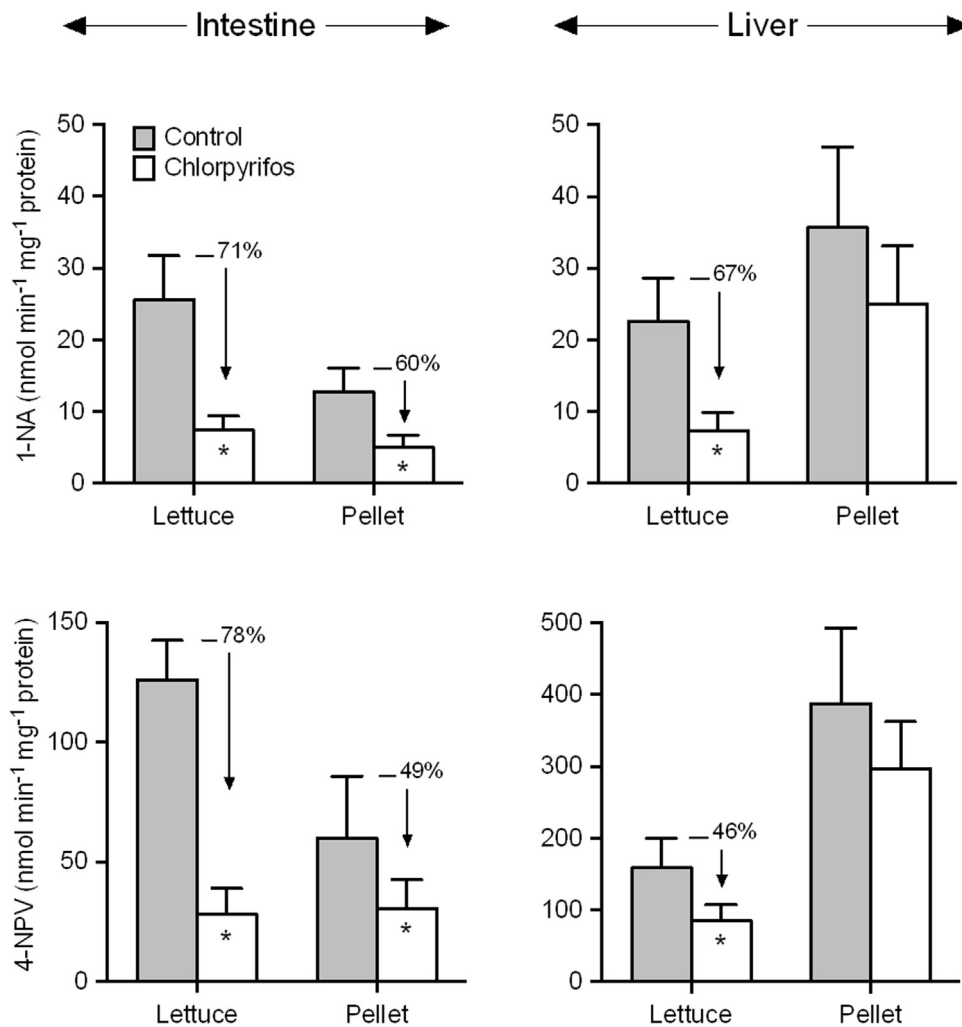 Intestine
Liver
1-NA (nmol min⁻¹ mg⁻¹ protein)
50
40
30
20
10
0
Control
Chlorpyrifos
–71%
*
–60%
*
Lettuce
Pellet
50
40
30
20
10
0
–67%
*
Lettuce
Pellet
4-NPV (nmol min⁻¹ mg⁻¹ protein)
150
100
50
0
–78%
*
–49%
*
Lettuce
Pellet
500
400
300
200
100
0
–46%
*
Lettuce
Pellet